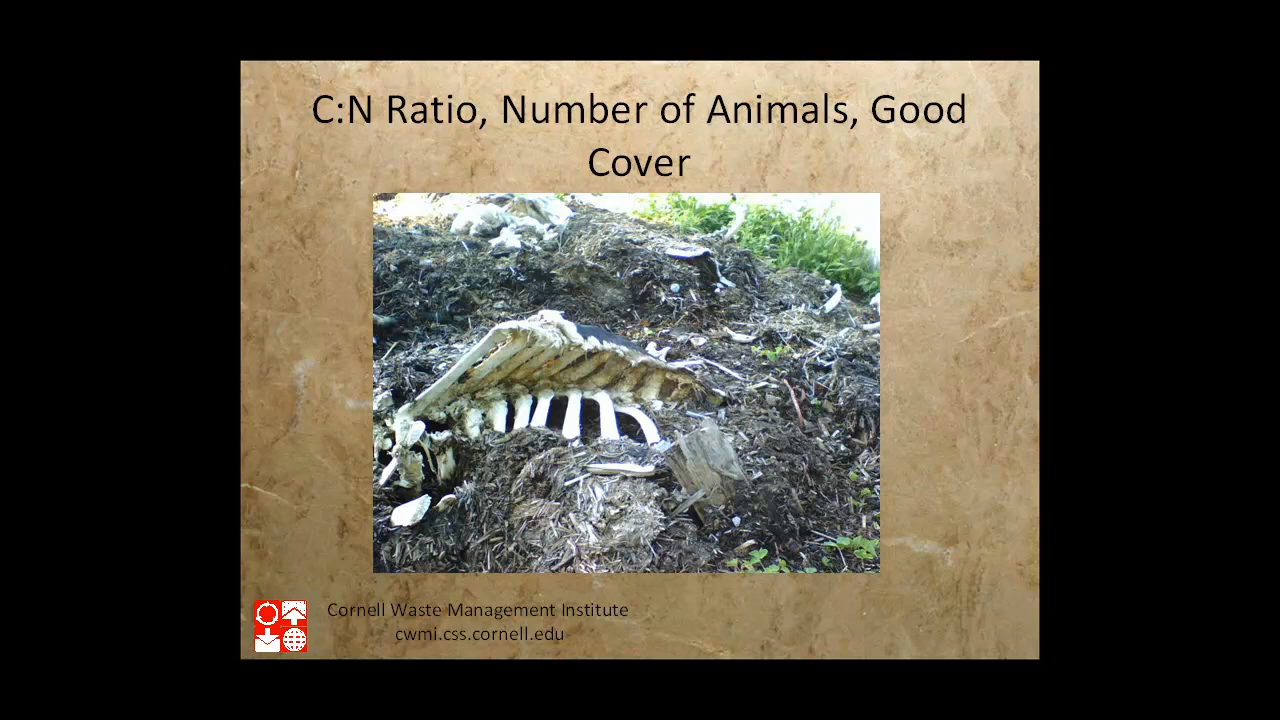 C:N Ratio, Number of Animals, Good
Cover
Cornell Waste Management Institute
cwmi.css.cornell.edu